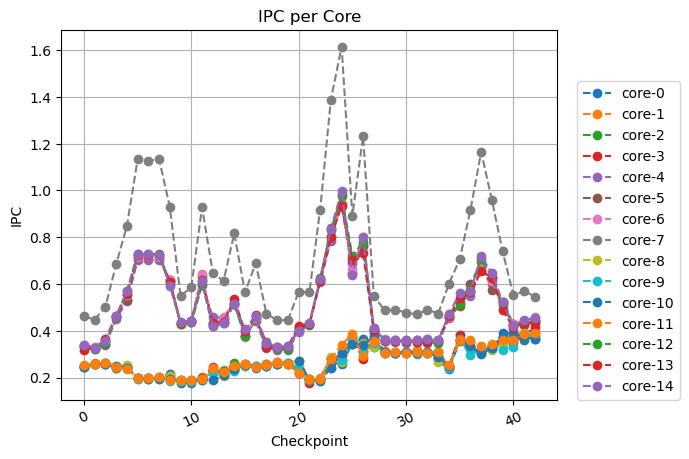 IPC per Core
IPC
1.6
1.4
1.2
1.0
0.8
0.6
0.4
0.2
0
10
20
30
40
Checkpoint
core-0
core-1
core-2
core-3
core-4
core-5
core-6
core-7
core-8
core-9
core-10
core-11
core-12
core-13
core-14